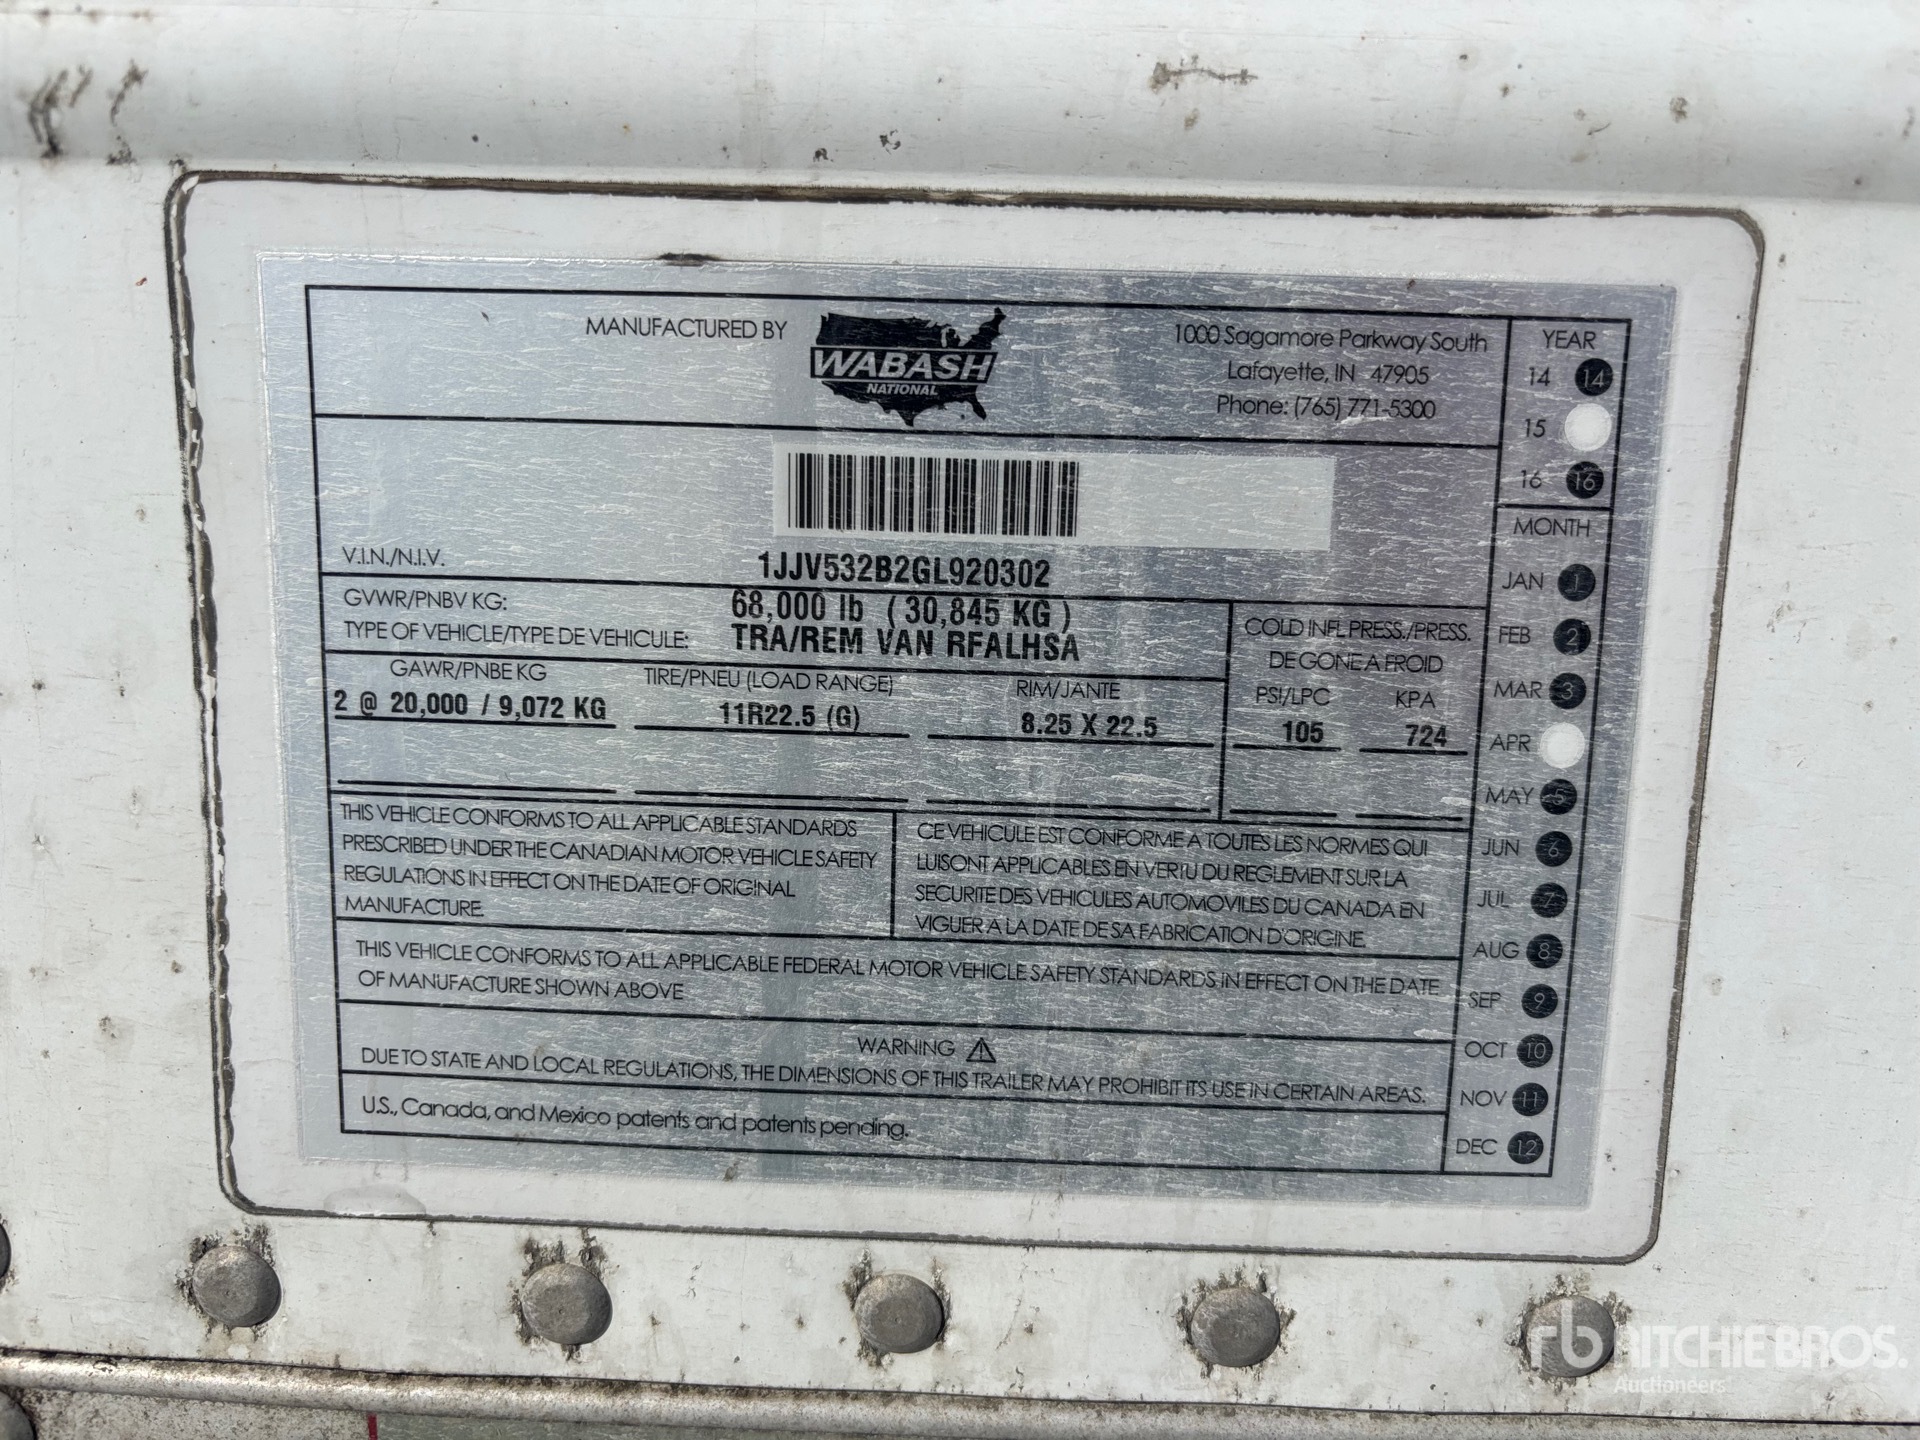 MANUFACTURED BY
WABASH
NATIONAL
1000 Sagamore Parkway South
Lafayette, IN 47905
Phone: (765) 771-5300
YEAR
14 14
15
16 16
MONTH
JAN 1
FEB 2
MAR 3
APR
MAY 5
JUN 6
JUL 7
AUG 8
SEP 9
OCT 10
NOV 11
DEC 12
V.I.N./N.I.V. 1JJV532B2GL920302
GVWR/PNBV KG: 68,000 lb ( 30,845 KG )
TYPE OF VEHICLE/TYPE DE VEHICULE: TRA/REM VAN RFALHSA
COLD INFL PRESS./PRESS.
DE GONE A FROID
GAWR/PNBE KG TIRE/PNEU (LOAD RANGE) RIM/JANTE PSI/LPC KPA
2 @ 20,000 / 9,072 KG 11R22.5 (G) 8.25 X 22.5 105 724
THIS VEHICLE CONFORMS TO ALL APPLICABLE STANDARDS
PRESCRIBED UNDER THE CANADIAN MOTOR VEHICLE SAFETY
REGULATIONS IN EFFECT ON THE DATE OF ORIGINAL
MANUFACTURE.
CE VEHICULE EST CONFORME A TOUTES LES NORMES QUI
LUISONT APPLICABLES EN VERTU DU REGLEMENT SUR LA
SECURITE DES VEHICULES AUTOMOVILES DU CANADA EN
VIGUER A LA DATE DE SA FABRICATION D'ORIGINE.
THIS VEHICLE CONFORMS TO ALL APPLICABLE FEDERAL MOTOR VEHICLE SAFETY STANDARDS IN EFFECT ON THE DATE
OF MANUFACTURE SHOWN ABOVE
WARNING
DUE TO STATE AND LOCAL REGULATIONS, THE DIMENSIONS OF THIS TRAILER MAY PROHIBIT ITS USE IN CERTAIN AREAS.
U.S., Canada, and Mexico patents and patents pending.
rb RITCHIE BROS.
Auctioneers